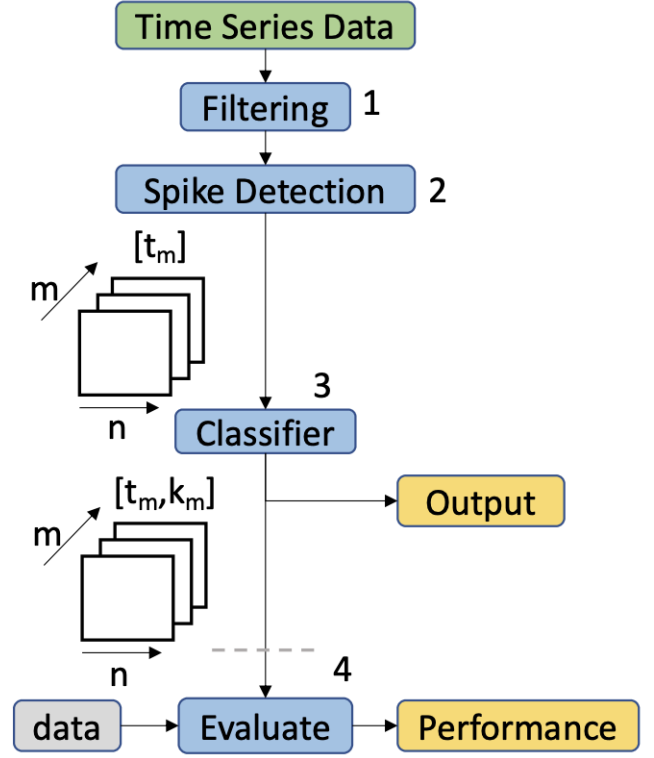 Time Series Data
Filtering 1
Spike Detection 2
[tₘ]
m
n
3
Classifier
[tₘ,kₘ]
m
Output
n
4
data
Evaluate
Performance